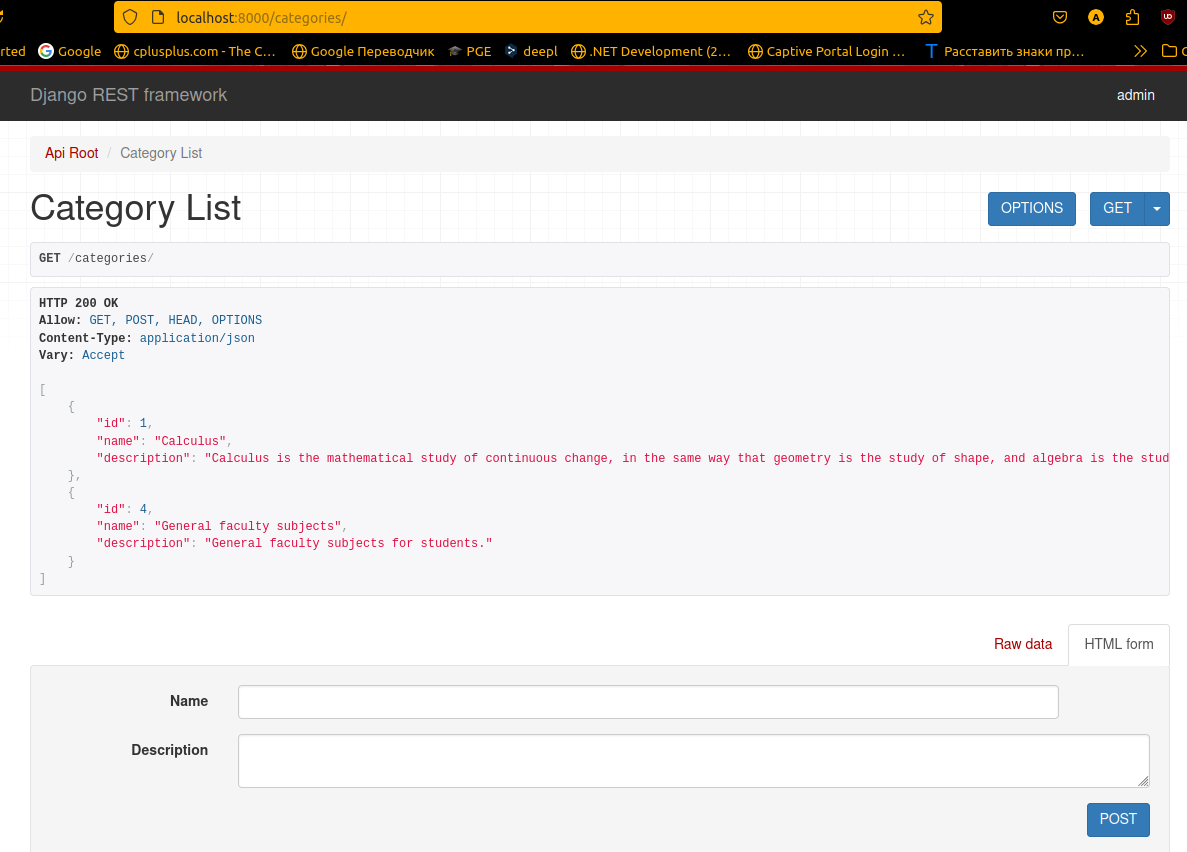 localhost:8000/categories/
rted Google cplusplus.com - The C… Google Переводчик PGE deepl .NET Development (2… Captive Portal Login … Расставить знаки пр…
Django REST framework admin
Api Root / Category List
Category List OPTIONS GET
GET /categories/
HTTP 200 OK
Allow: GET, POST, HEAD, OPTIONS
Content-Type: application/json
Vary: Accept
[
{
"id": 1,
"name": "Calculus",
"description": "Calculus is the mathematical study of continuous change, in the same way that geometry is the study of shape, and algebra is the stud
},
{
"id": 4,
"name": "General faculty subjects",
"description": "General faculty subjects for students."
}
]
Raw data HTML form
Name
Description
POST